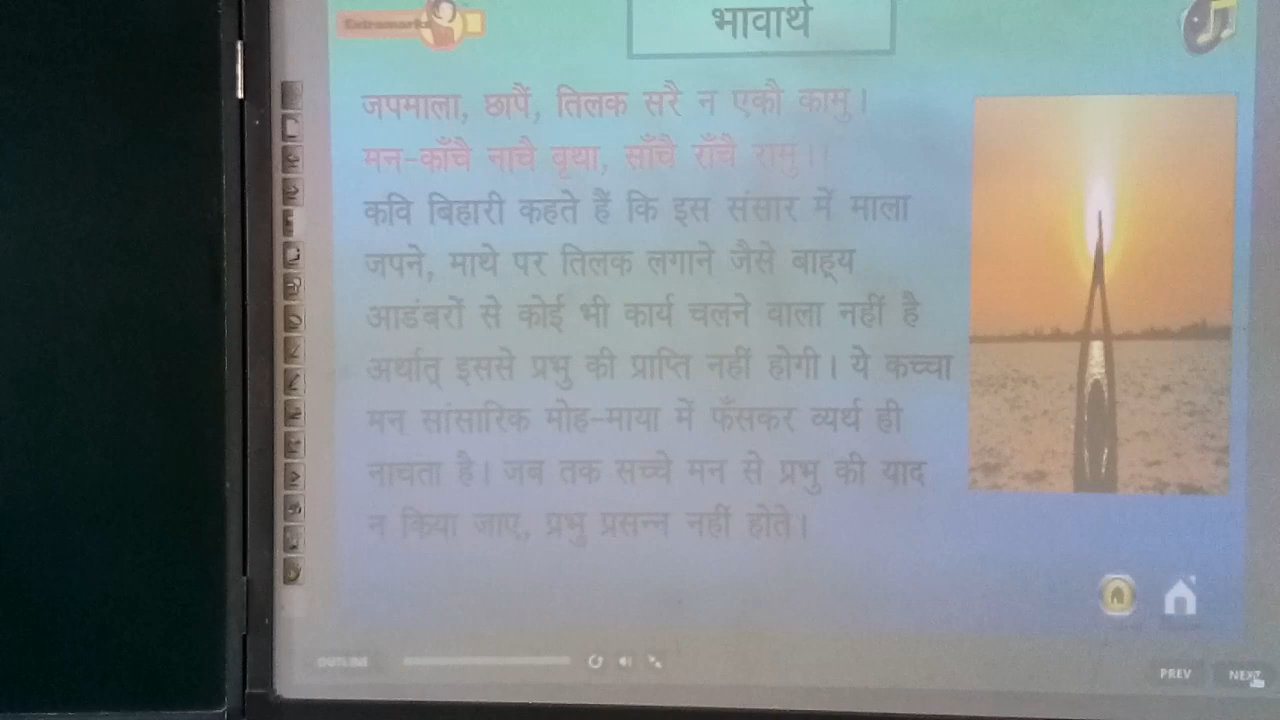 Extramarks
भावार्थ
जपमाला, छापैं, तिलक सरै न एकौ कामु।
मन-काँचै नाचै वृथा, साँचै राँचै रामु।।
कवि बिहारी कहते हैं कि इस संसार में माला
जपने, माथे पर तिलक लगाने जैसे बाह्य
आडंबरों से कोई भी कार्य चलने वाला नहीं है
अर्थात् इससे प्रभु की प्राप्ति नहीं होगी। ये कच्चा
मन सांसारिक मोह-माया में फँसकर व्यर्थ ही
नाचता है। जब तक सच्चे मन से प्रभु की याद
न किया जाए, प्रभु प्रसन्न नहीं होते।
OUTLINE
PREV
NEXT